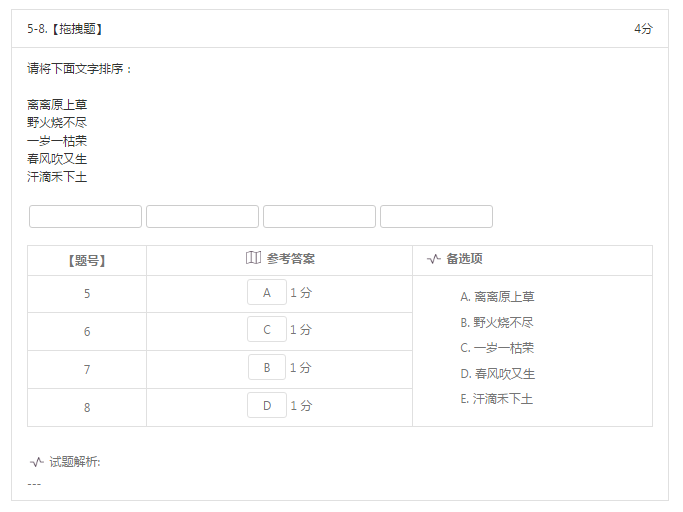 5-8.【拖拽题】 4分
请将下面文字排序：
离离原上草
野火烧不尽
一岁一枯荣
春风吹又生
汗滴禾下土
【题号】 参考答案 备选项
5 A 1 分
6 C 1 分
7 B 1 分
8 D 1 分
A. 离离原上草
B. 野火烧不尽
C. 一岁一枯荣
D. 春风吹又生
E. 汗滴禾下土
试题解析:
---